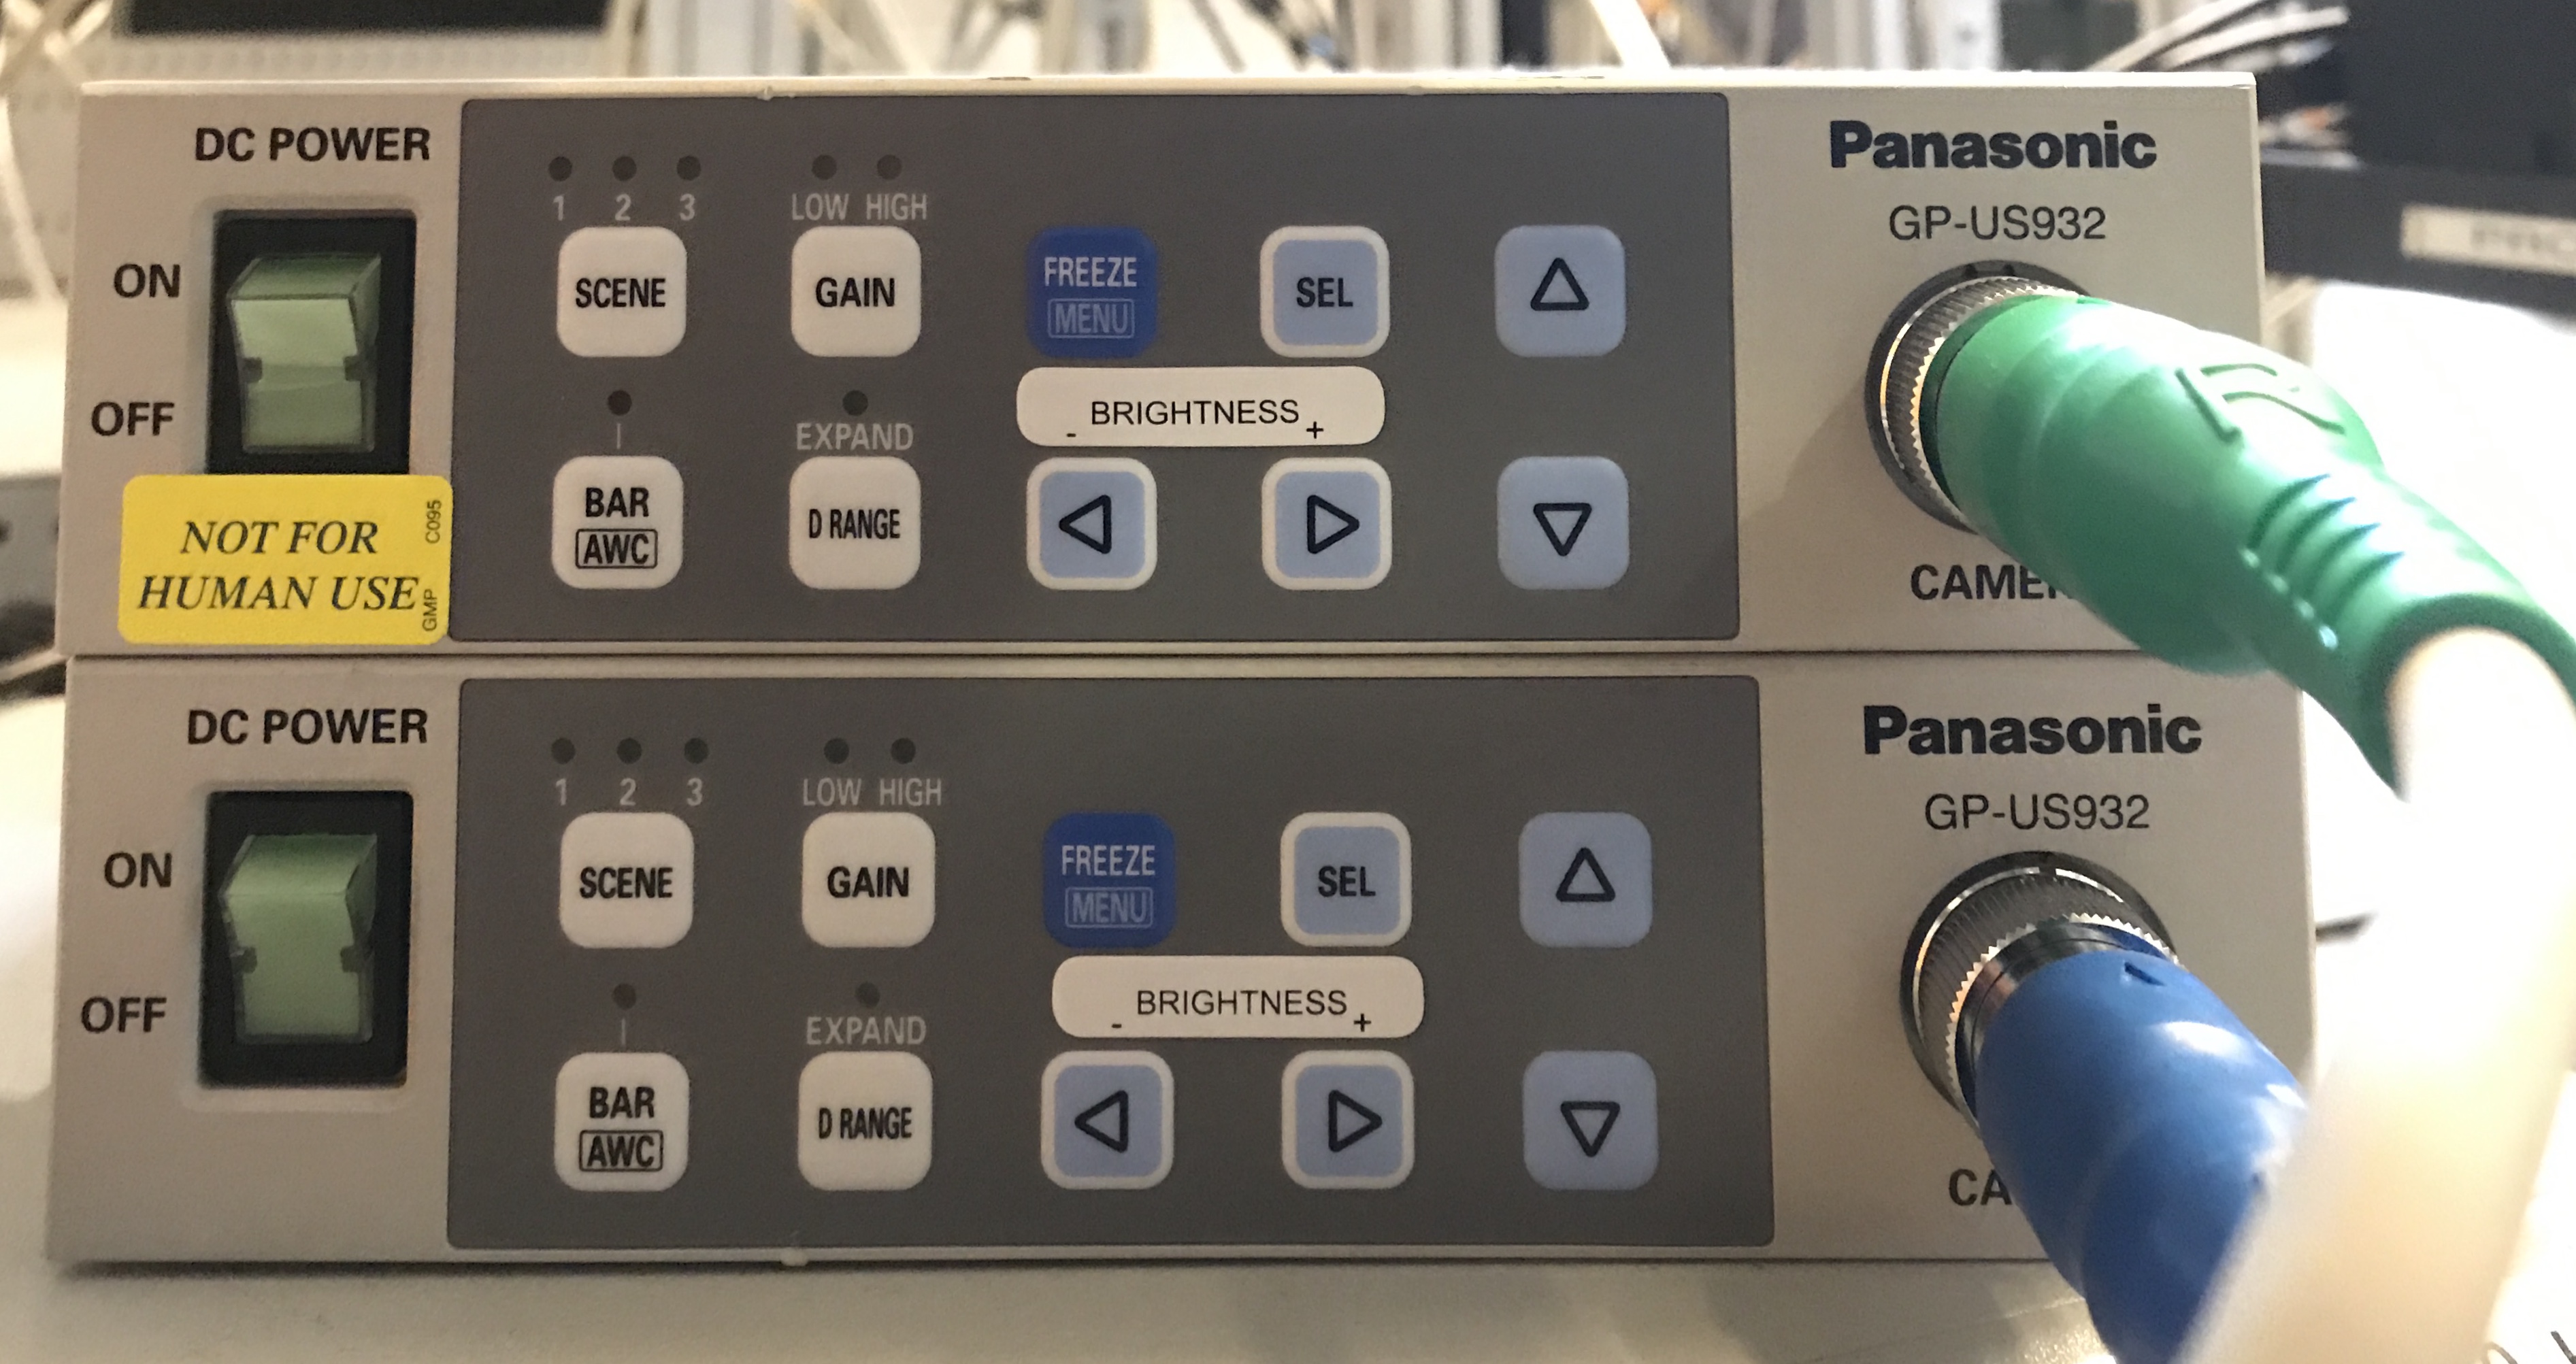 DC POWER
ON
OFF
NOT FOR
HUMAN USE
C095
GMP
1 2 3
SCENE
LOW HIGH
GAIN
FREEZE
MENU
SEL
- BRIGHTNESS +
|
BAR
AWC
EXPAND
D RANGE
Panasonic
GP-US932
CAMER
R
DC POWER
ON
OFF
1 2 3
SCENE
LOW HIGH
GAIN
FREEZE
MENU
SEL
- BRIGHTNESS +
|
BAR
AWC
EXPAND
D RANGE
Panasonic
GP-US932
CA